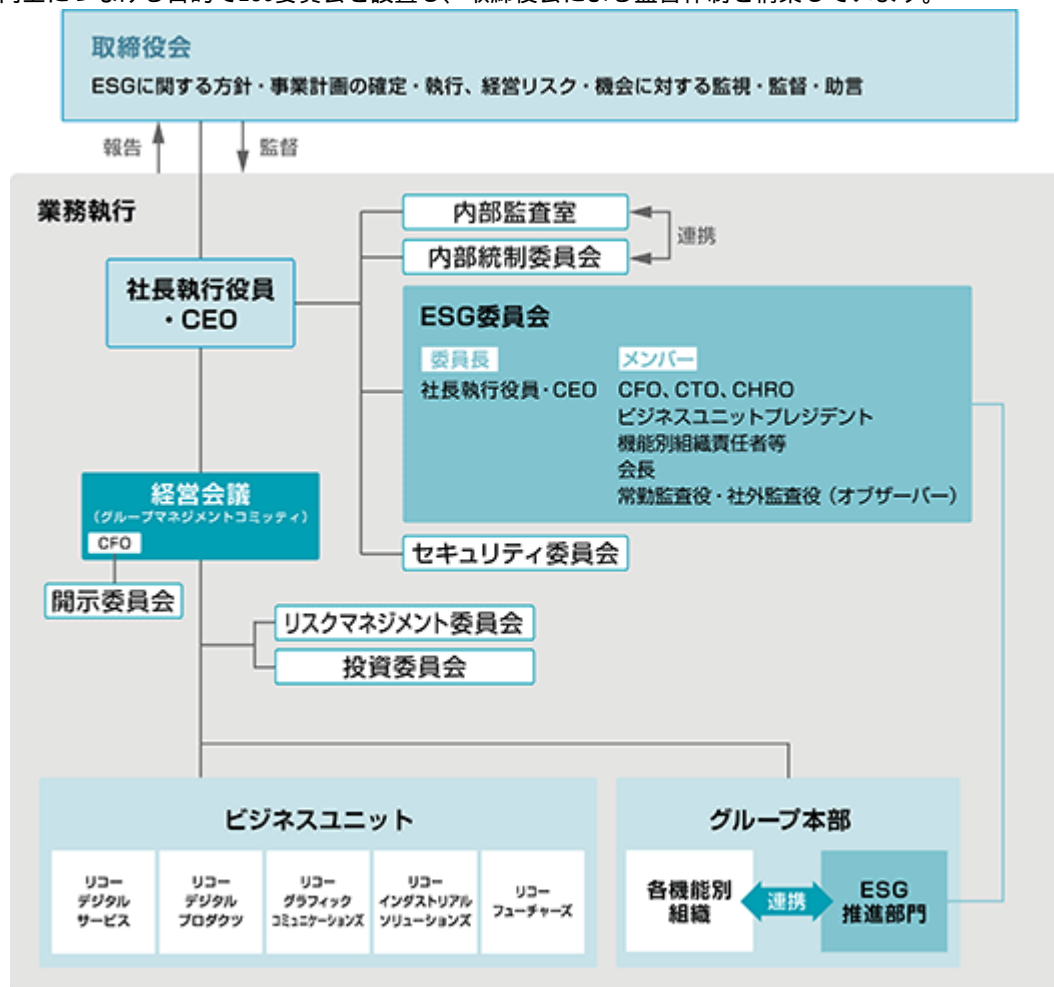 取締役会
ESGに関する方針・事業計画の確定・執行、経営リスク・機会に対する監視・監督・助言
報告
監督
業務執行
内部監査室
内部統制委員会
連携
社長執行役員
・CEO
ESG委員会
委員長
メンバー
社長執行役員・CEO
CFO、CTO、CHRO
ビジネスユニットプレジデント
機能別組織責任者等
会長
常勤監査役・社外監査役（オブザーバー）
経営会議
（グループマネジメントコミッティ）
CFO
開示委員会
セキュリティ委員会
リスクマネジメント委員会
投資委員会
ビジネスユニット
リコー
デジタル
サービス
リコー
デジタル
プロダクツ
リコー
グラフィック
コミュニケーションズ
リコー
インダストリアル
ソリューションズ
リコー
フューチャーズ
グループ本部
各機能別
組織
連携
ESG
推進部門